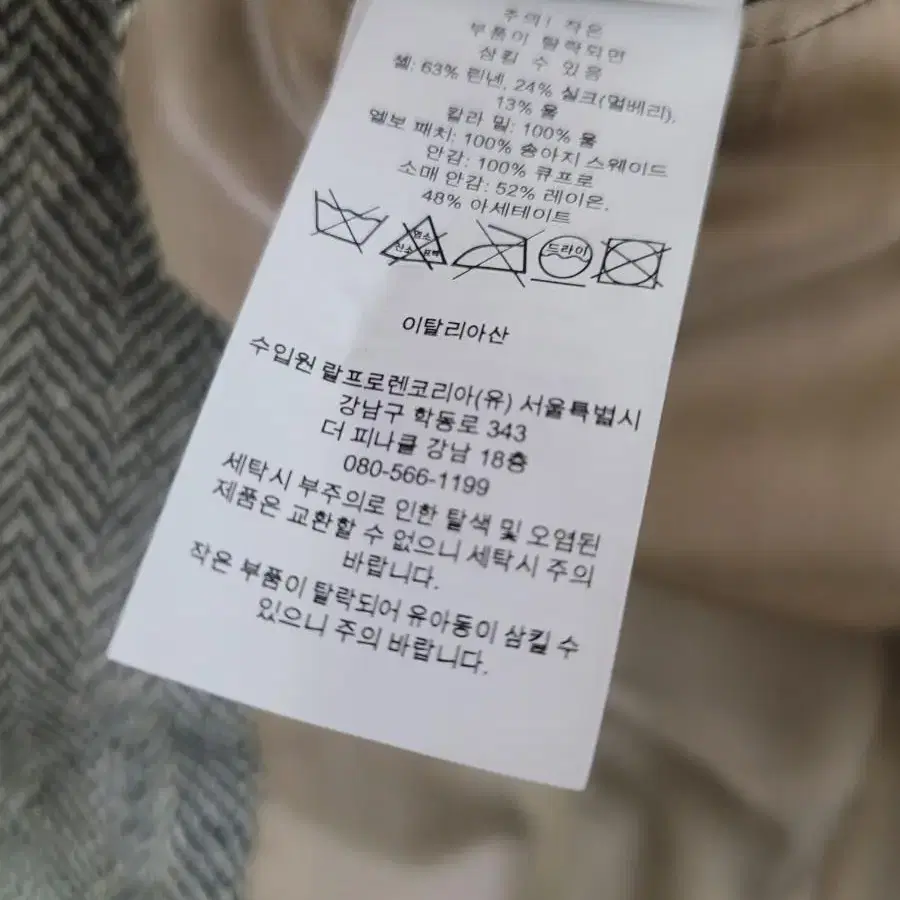 주의! 작은
부품이 탈락되면
삼킬 수 있음
쉘: 63% 린넨, 24% 실크(멀베리),
13% 울
칼라 밑: 100% 울
엘보 패치: 100% 송아지 스웨이드
안감: 100% 큐프로
소매 안감: 52% 레이온,
48% 아세테이트
염소
산소 표백
드라이
이탈리아산
수입원 랄프로렌코리아(유) 서울특별시
강남구 학동로 343
더 피나클 강남 18층
080-566-1199
세탁시 부주의로 인한 탈색 및 오염된
제품은 교환할 수 없으니 세탁시 주의
바랍니다.
작은 부품이 탈락되어 유아동이 삼킬 수
있으니 주의 바랍니다.